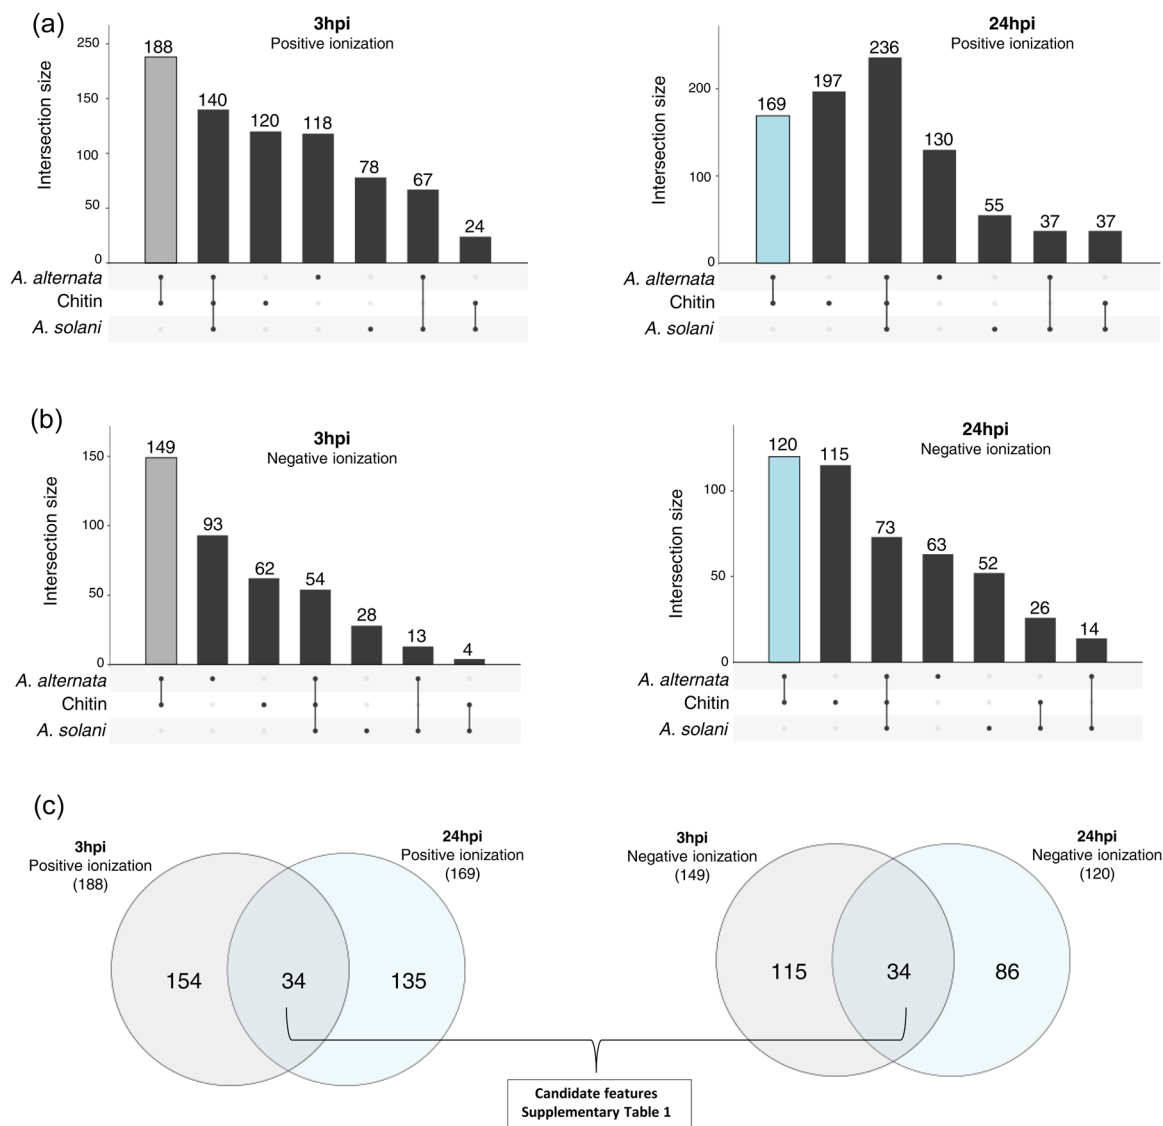 (a)
3hpi
Positive ionization
Intersection size
250
150
100
50
0
188
140
120
118
78
67
24
A. alternata
Chitin
A. solani
24hpi
Positive ionization
Intersection size
200
100
0
169
197
236
130
55
37
37
A. alternata
Chitin
A. solani
(b)
3hpi
Negative ionization
Intersection size
150
100
50
0
149
93
62
54
28
13
4
A. alternata
Chitin
A. solani
24hpi
Negative ionization
Intersection size
100
50
0
120
115
73
63
52
26
14
A. alternata
Chitin
A. solani
(c)
3hpi
Positive ionization
(188)
24hpi
Positive ionization
(169)
154
34
135
3hpi
Negative ionization
(149)
24hpi
Negative ionization
(120)
115
34
86
Candidate features
Supplementary Table 1